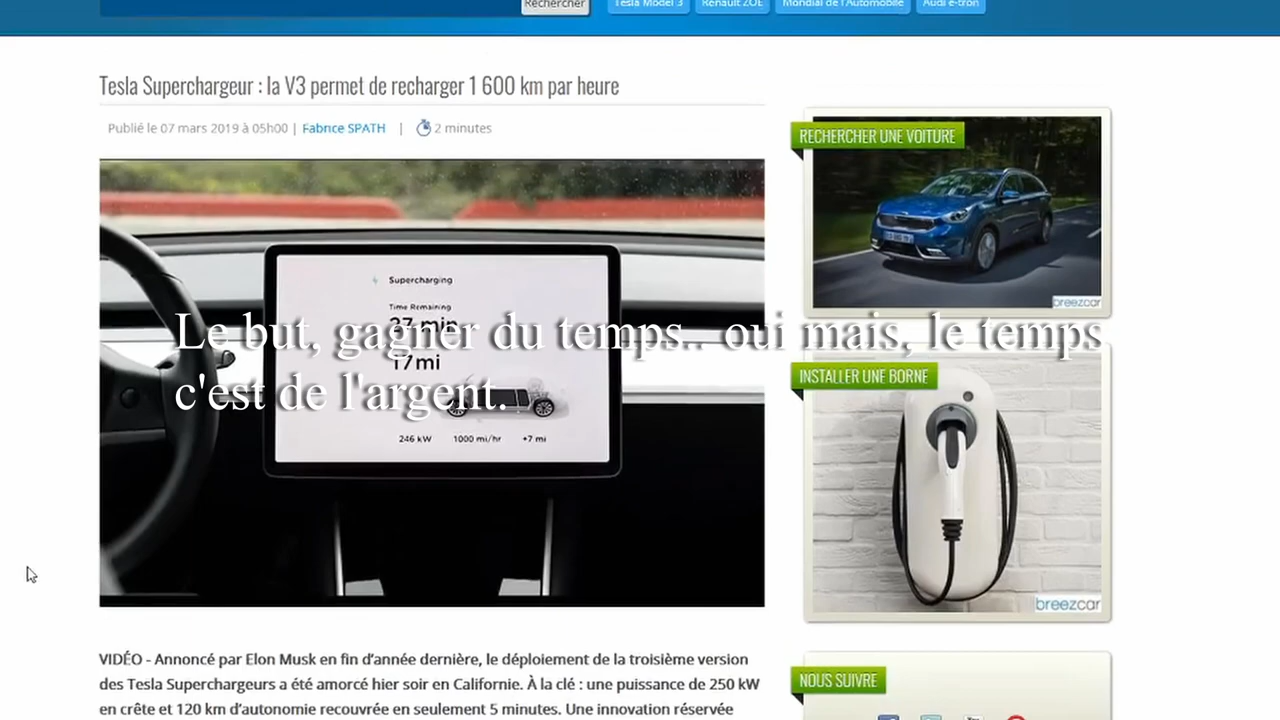 Rechercher
Tesla Model 3
Renault ZOE
Mondial de l'Automobile
Audi e-tron
Tesla Superchargeur : la V3 permet de recharger 1 600 km par heure
Publié le 07 mars 2019 à 05h00 | Fabrice SPATH | 2 minutes
RECHERCHER UNE VOITURE
breezcar
Supercharging
Time Remaining
27 min
17 mi
246 kW 1000 mi/hr +7 mi
Le but, gagner du temps.. oui mais, le temps
c'est de l'argent.
INSTALLER UNE BORNE
breezcar
VIDÉO - Annoncé par Elon Musk en fin d'année dernière, le déploiement de la troisième version
des Tesla Superchargeurs a été amorcé hier soir en Californie. À la clé : une puissance de 250 kW
en crête et 120 km d'autonomie recouvrée en seulement 5 minutes. Une innovation réservée
NOUS SUIVRE